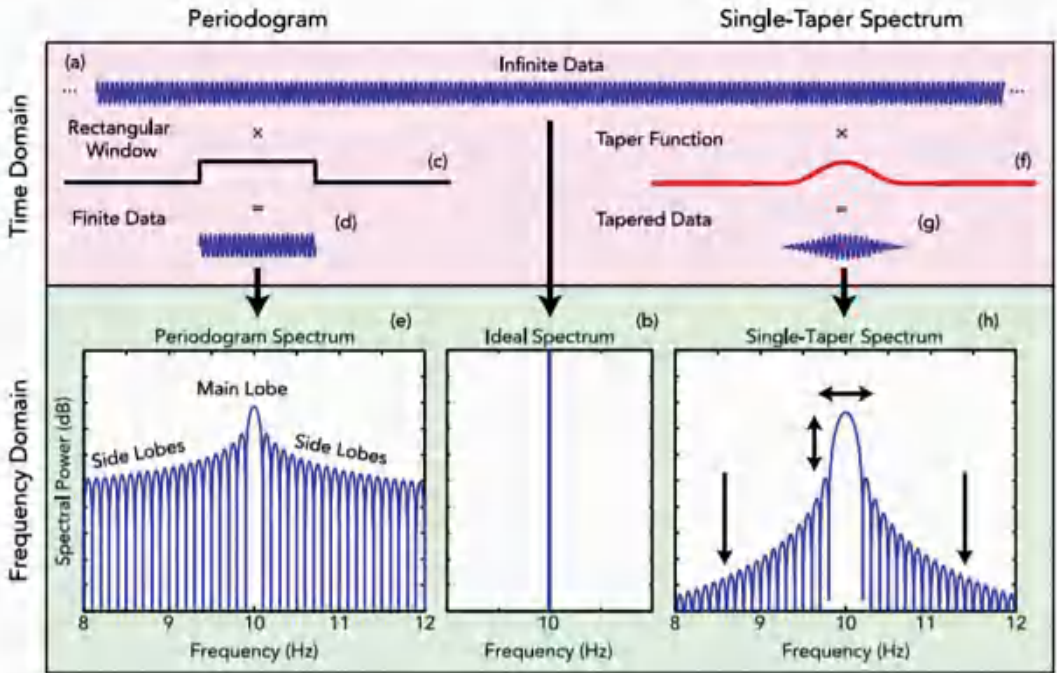 Periodogram
Single-Taper Spectrum
Time Domain
(a)
Infinite Data
...
...
Rectangular
Window
×
(c)
Taper Function
×
(f)
Finite Data
=
(d)
Tapered Data
=
(g)
Frequency Domain
(e)
Periodogram Spectrum
(b)
Ideal Spectrum
(h)
Single-Taper Spectrum
Spectral Power (dB)
Main Lobe
Side Lobes
Side Lobes
8 9 10 11 12
Frequency (Hz)
10
Frequency (Hz)
8 9 10 11 12
Frequency (Hz)